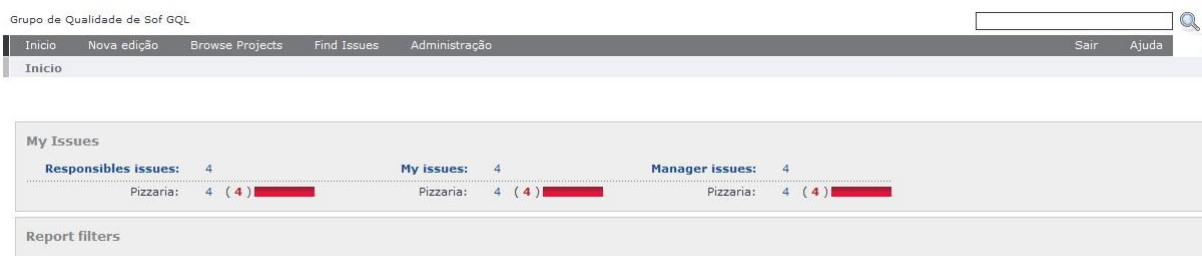 Grupo de Qualidade de Sof GQL
Inicio Nova edição Browse Projects Find Issues Administração Sair Ajuda
Inicio
My Issues
Responsibles issues: 4 My issues: 4 Manager issues: 4
Pizzaria: 4 ( 4 ) Pizzaria: 4 ( 4 ) Pizzaria: 4 ( 4 )
Report filters